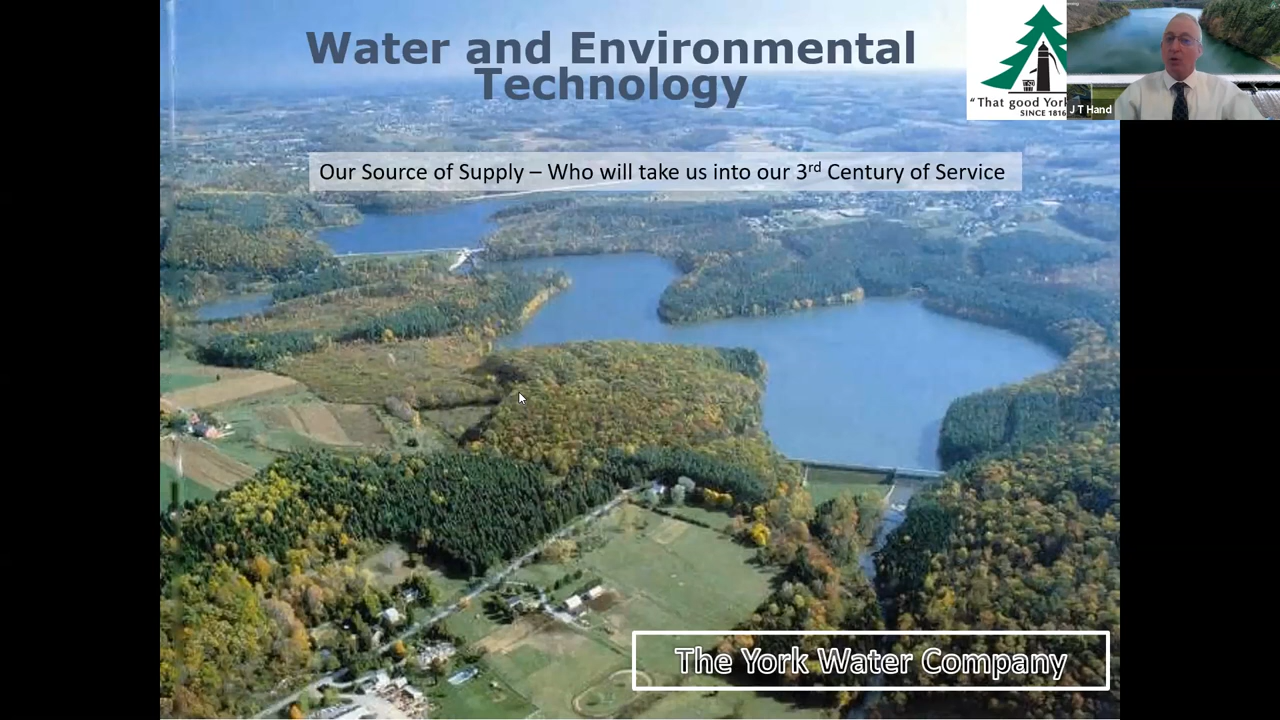 Water and Environmental
Technology
"That good York
SINCE 1816
J T Hand
Our Source of Supply – Who will take us into our 3rd Century of Service
The York Water Company